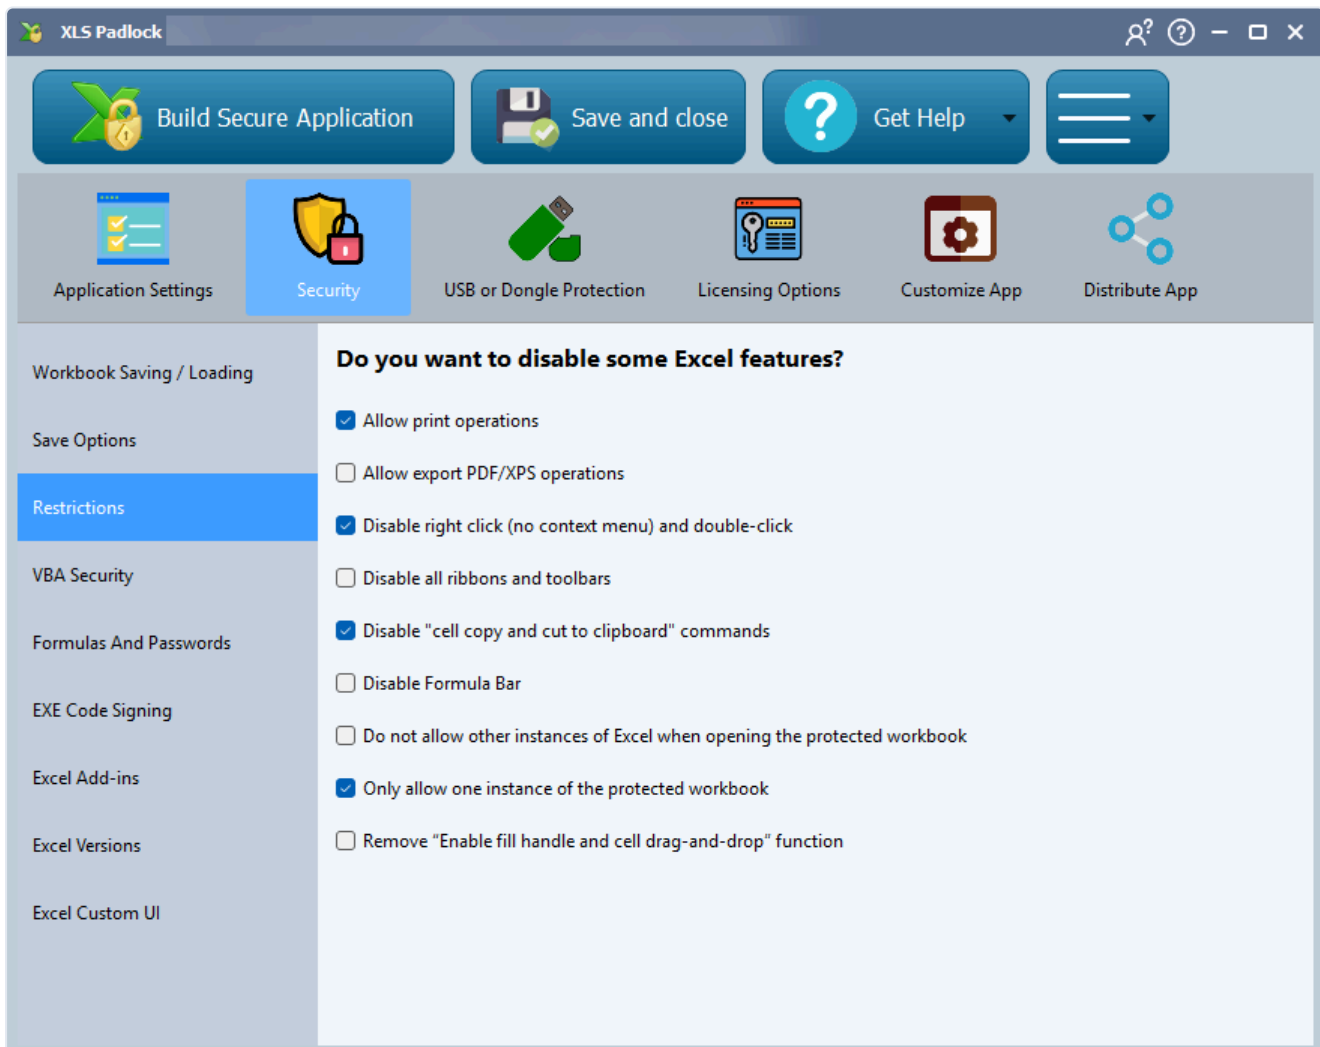 XLS Padlock
Build Secure Application
Save and close
Get Help
Application Settings
Security
USB or Dongle Protection
Licensing Options
Customize App
Distribute App
Workbook Saving / Loading
Save Options
Restrictions
VBA Security
Formulas And Passwords
EXE Code Signing
Excel Add-ins
Excel Versions
Excel Custom UI
Do you want to disable some Excel features?
Allow print operations
Allow export PDF/XPS operations
Disable right click (no context menu) and double-click
Disable all ribbons and toolbars
Disable "cell copy and cut to clipboard" commands
Disable Formula Bar
Do not allow other instances of Excel when opening the protected workbook
Only allow one instance of the protected workbook
Remove “Enable fill handle and cell drag-and-drop” function